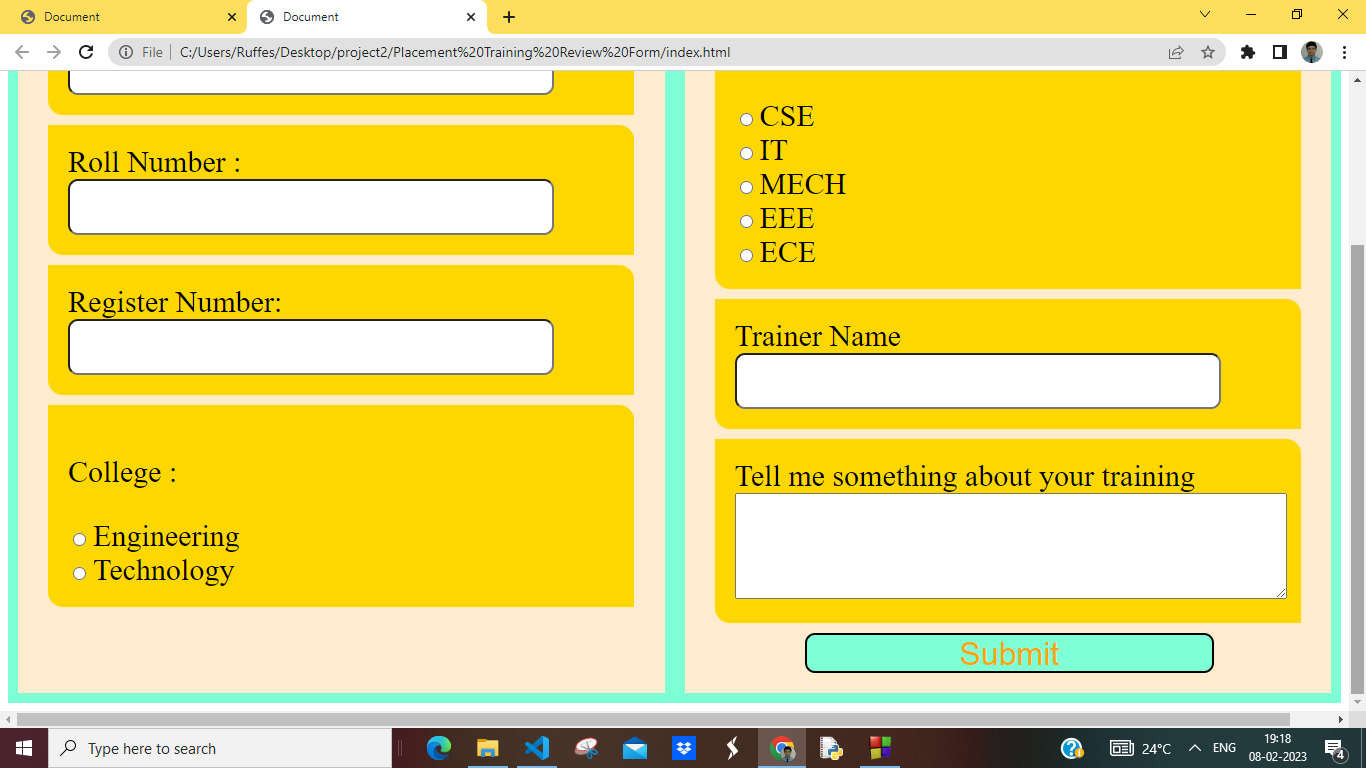 Document
Document
File
C:/Users/Ruffes/Desktop/project2/Placement%20Training%20Review%20Form/index.html
Roll Number :
Register Number:
College :
Engineering
Technology
CSE
IT
MECH
EEE
ECE
Trainer Name
Tell me something about your training
Submit
Type here to search
24°C
ENG
19:18
08-02-2023
4